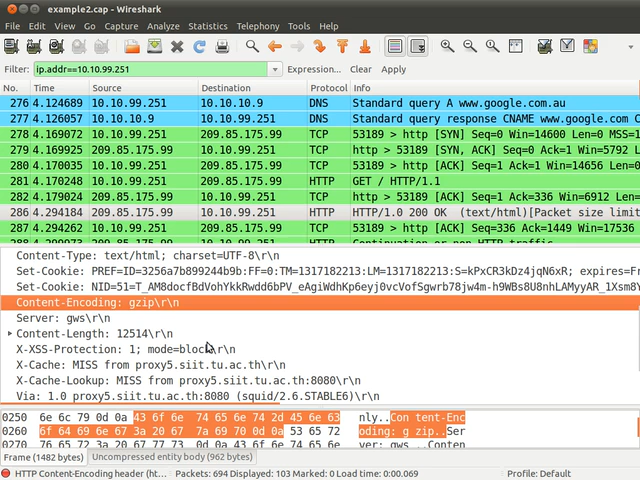 example2.cap - Wireshark
File Edit View Go Capture Analyze Statistics Telephony Tools Help
Filter: ip.addr==10.10.99.251 Expression... Clear Apply
No. Time Source Destination Protocol Info
276 4.124689 10.10.99.251 10.10.10.9 DNS Standard query A www.google.com.au
277 4.126057 10.10.10.9 10.10.99.251 DNS Standard query response CNAME www.google.com C
278 4.169072 10.10.99.251 209.85.175.99 TCP 53189 > http [SYN] Seq=0 Win=14600 Len=0 MSS=1
279 4.169925 209.85.175.99 10.10.99.251 TCP http > 53189 [SYN, ACK] Seq=0 Ack=1 Win=5792 L
280 4.170035 10.10.99.251 209.85.175.99 TCP 53189 > http [ACK] Seq=1 Ack=1 Win=14656 Len=0
281 4.170248 10.10.99.251 209.85.175.99 HTTP GET / HTTP/1.1
282 4.179024 209.85.175.99 10.10.99.251 TCP http > 53189 [ACK] Seq=1 Ack=336 Win=6912 Len=
286 4.294184 209.85.175.99 10.10.99.251 HTTP HTTP/1.0 200 OK (text/html)[Packet size limit
287 4.294262 10.10.99.251 209.85.175.99 TCP 53189 > http [ACK] Seq=336 Ack=1449 Win=17536
288 4.299973 209.85.175.99 10.10.99.251 HTTP Continuation or non-HTTP traffic
Content-Type: text/html; charset=UTF-8\r\n
Set-Cookie: PREF=ID=3256a7b899244b9b:FF=0:TM=1317182213:LM=1317182213:S=kPxCR3kDz4jqN6xR; expires=Fr
Set-Cookie: NID=51=T_AM8docfBdVohYkkRwdd6bPV_eAgiWdhKp6eyj0vcVofSgwrb78jw4m-h9WBs8U8nhLAMyyAR_1Xsm8Y
Content-Encoding: gzip\r\n
Server: gws\r\n
Content-Length: 12514\r\n
X-XSS-Protection: 1; mode=block\r\n
X-Cache: MISS from proxy5.siit.tu.ac.th\r\n
X-Cache-Lookup: MISS from proxy5.siit.tu.ac.th:8080\r\n
Via: 1.0 proxy5.siit.tu.ac.th:8080 (squid/2.6.STABLE6)\r\n
0250 6e 6c 79 0d 0a 43 6f 6e 74 65 6e 74 2d 45 6e 63 nly..Con tent-Enc
0260 6f 64 69 6e 67 3a 20 67 7a 69 70 0d 0a 53 65 72 oding: g zip..Ser
0270 76 65 72 3a 20 67 77 73 0d 0a 43 6f 6e 74 65 6e ver: gws ..Conten
Frame (1482 bytes) Uncompressed entity body (962 bytes)
HTTP Content-Encoding header (ht... Packets: 694 Displayed: 103 Marked: 0 Load time: 0:00.069 Profile: Default